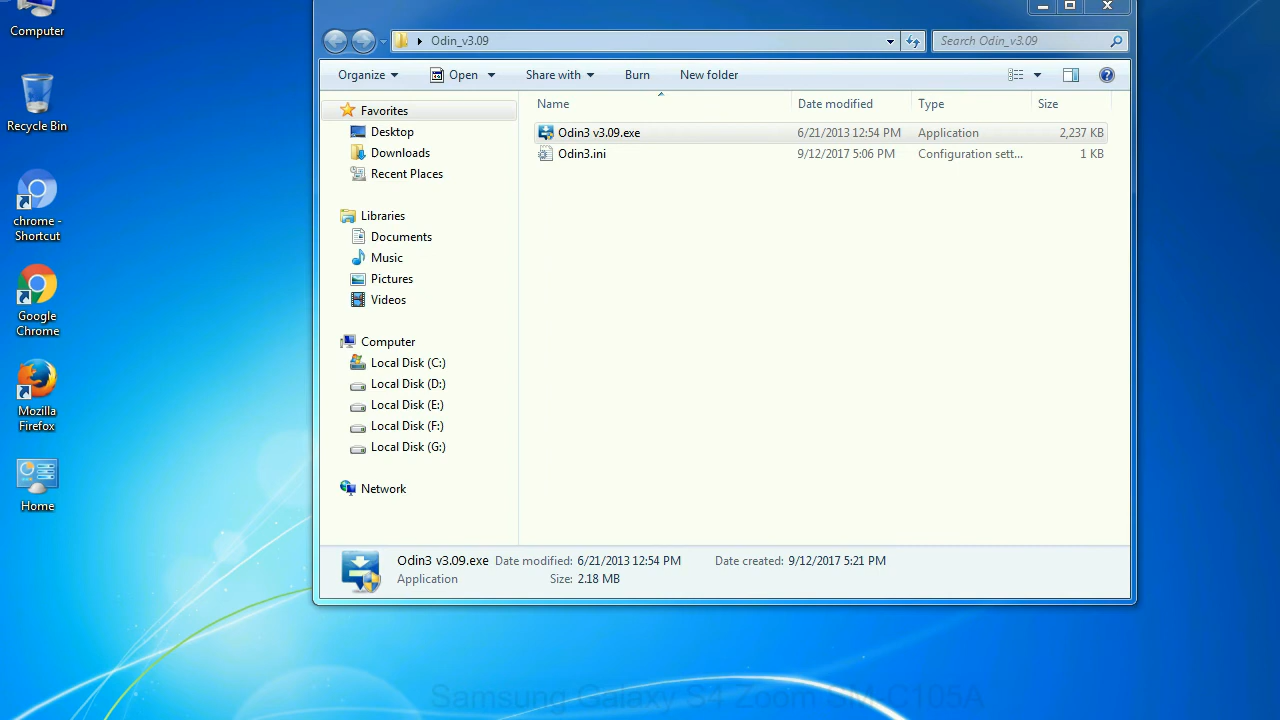 Computer
Recycle Bin
chrome -
Shortcut
Google
Chrome
Mozilla
Firefox
Home
Odin_v3.09
Search Odin_v3.09
Organize Open Share with Burn New folder
Name Date modified Type Size
Favorites
Desktop
Downloads
Recent Places
Libraries
Documents
Music
Pictures
Videos
Computer
Local Disk (C:)
Local Disk (D:)
Local Disk (E:)
Local Disk (F:)
Local Disk (G:)
Network
Odin3 v3.09.exe 6/21/2013 12:54 PM Application 2,237 KB
Odin3.ini 9/12/2017 5:06 PM Configuration sett... 1 KB
Odin3 v3.09.exe Date modified: 6/21/2013 12:54 PM Date created: 9/12/2017 5:21 PM
Application Size: 2.18 MB
Samsung Galaxy S4 Zoom SM-C105A